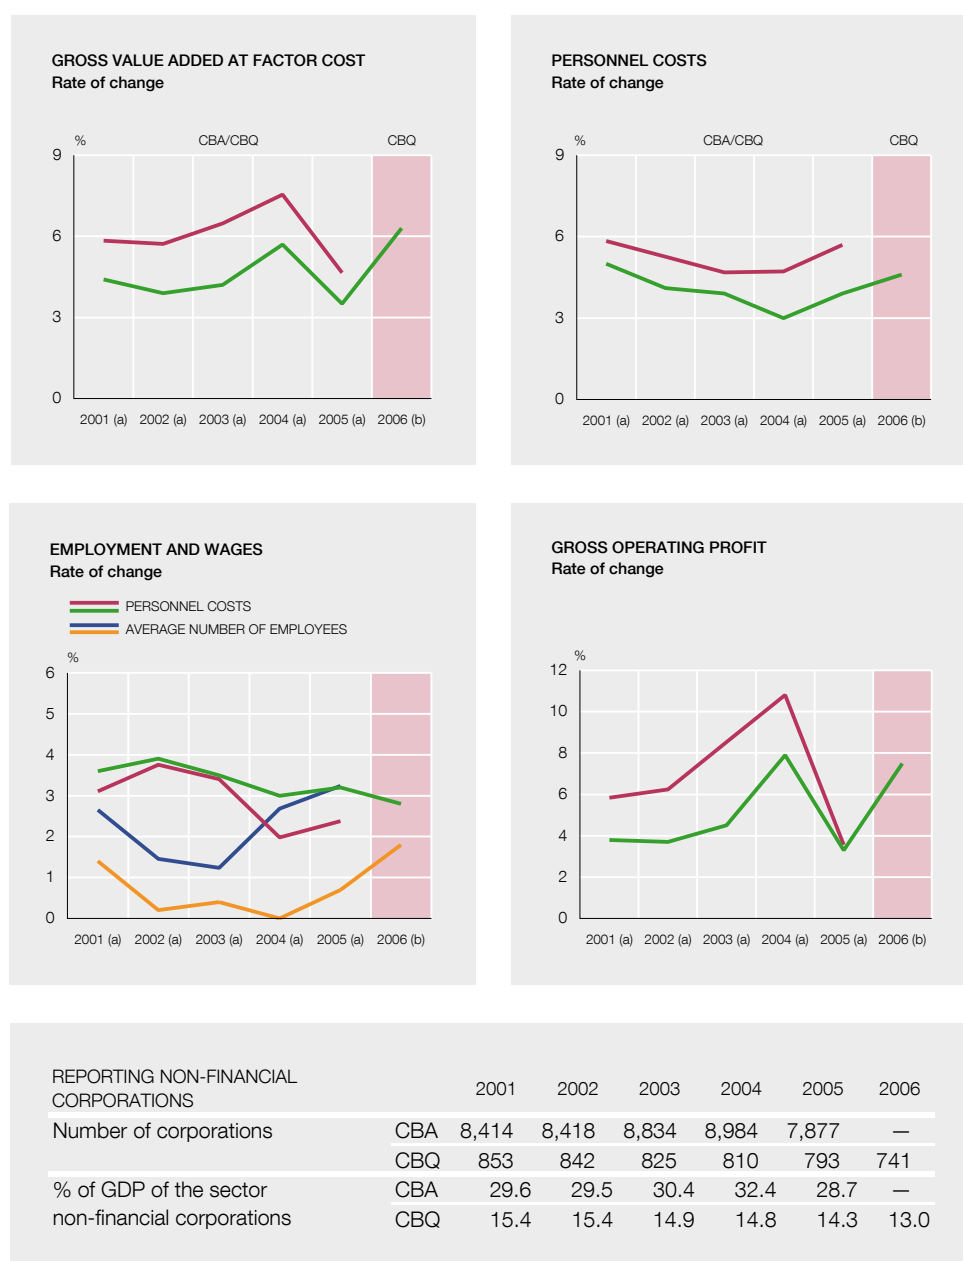 GROSS VALUE ADDED AT FACTOR COST
Rate of change
% CBA/CBQ CBQ
9
6
3
0
2001 (a) 2002 (a) 2003 (a) 2004 (a) 2005 (a) 2006 (b)
PERSONNEL COSTS
Rate of change
% CBA/CBQ CBQ
9
6
3
0
2001 (a) 2002 (a) 2003 (a) 2004 (a) 2005 (a) 2006 (b)
EMPLOYMENT AND WAGES
Rate of change
PERSONNEL COSTS
AVERAGE NUMBER OF EMPLOYEES
%
6
5
4
3
2
1
0
2001 (a) 2002 (a) 2003 (a) 2004 (a) 2005 (a) 2006 (b)
GROSS OPERATING PROFIT
Rate of change
%
12
10
8
6
4
2
0
2001 (a) 2002 (a) 2003 (a) 2004 (a) 2005 (a) 2006 (b)
REPORTING NON-FINANCIAL
CORPORATIONS
2001 2002 2003 2004 2005 2006
Number of corporations CBA 8,414 8,418 8,834 8,984 7,877 —
CBQ 853 842 825 810 793 741
% of GDP of the sector CBA 29.6 29.5 30.4 32.4 28.7 —
non-financial corporations CBQ 15.4 15.4 14.9 14.8 14.3 13.0